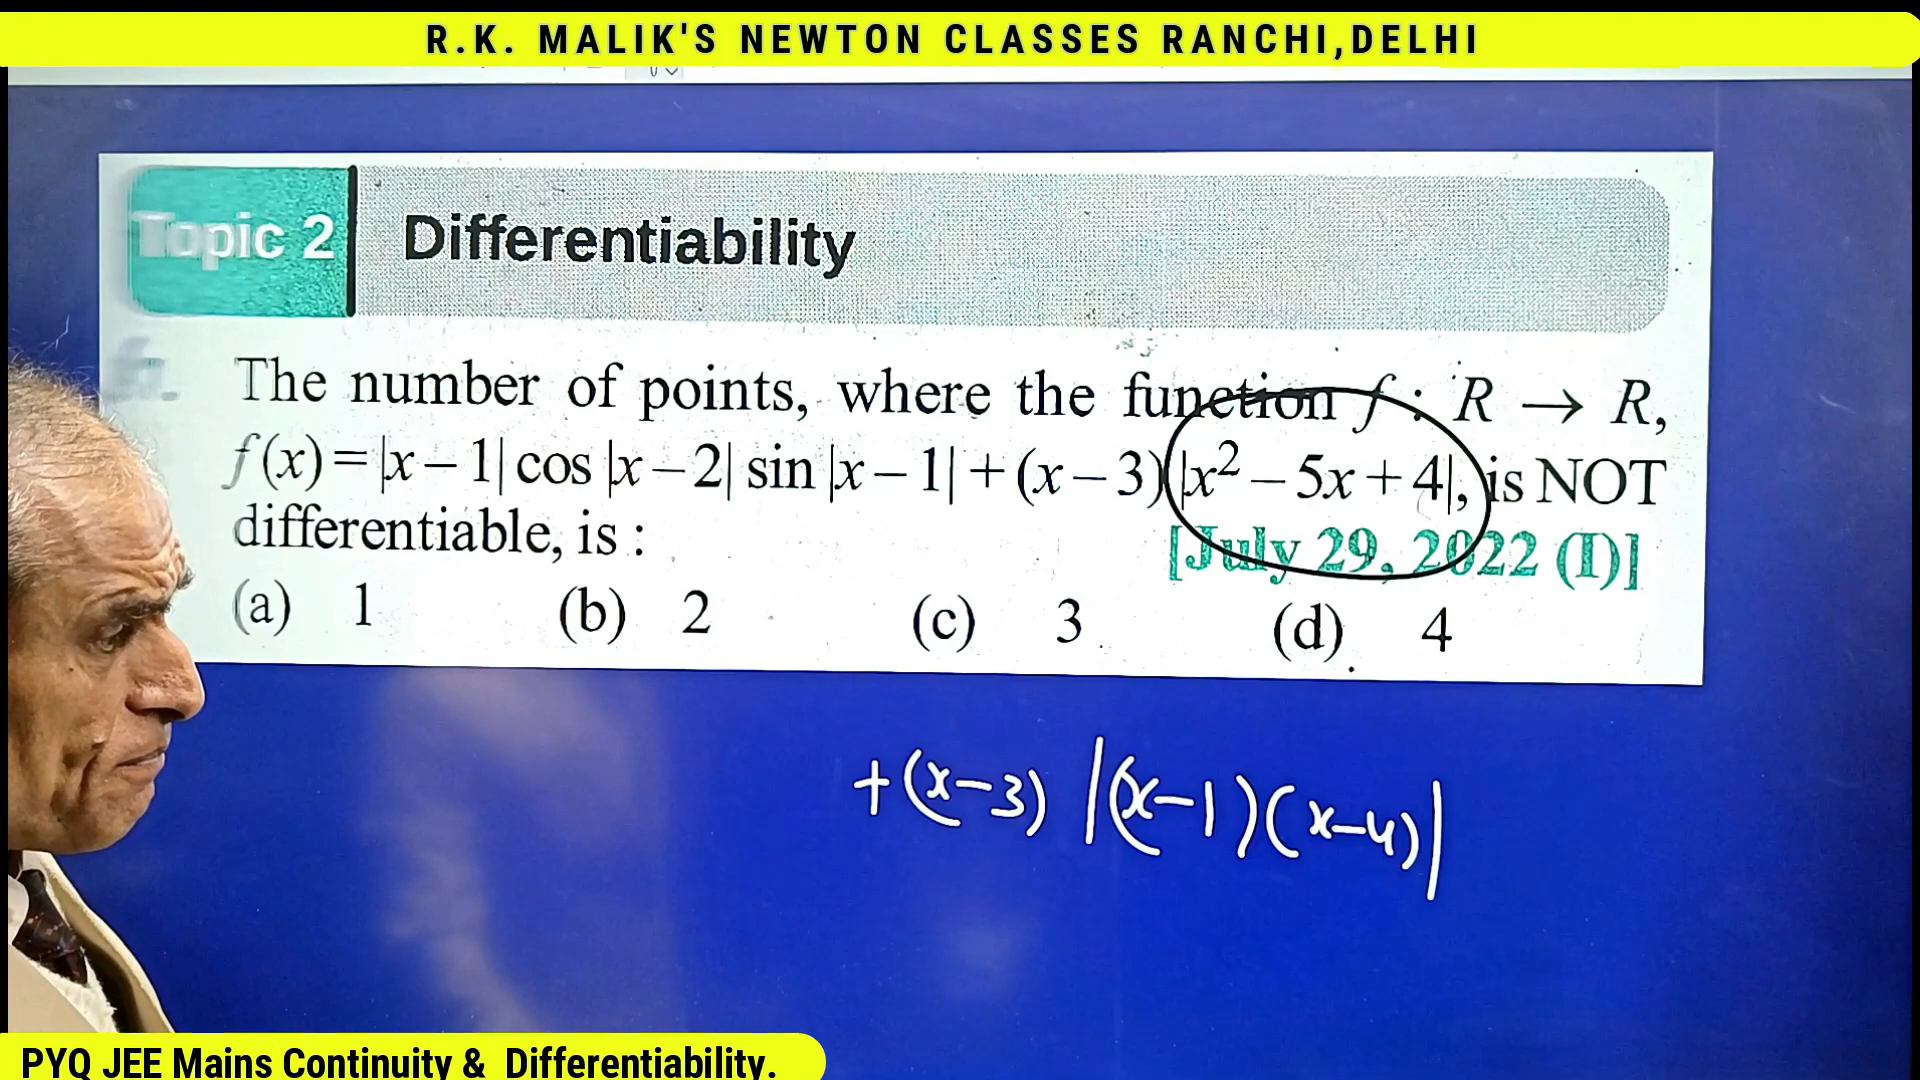 R.K. MALIK'S NEWTON CLASSES RANCHI,DELHI
Topic 2 Differentiability
The number of points, where the function f : R → R,
f(x) = |x – 1| cos |x – 2| sin |x – 1| + (x – 3) |x² – 5x + 4|, is NOT
differentiable, is :
[July 29, 2022 (I)]
(a) 1 (b) 2 (c) 3 (d) 4
+(x-3) |(x-1)(x-4)|
PYQ JEE Mains Continuity & Differentiability.